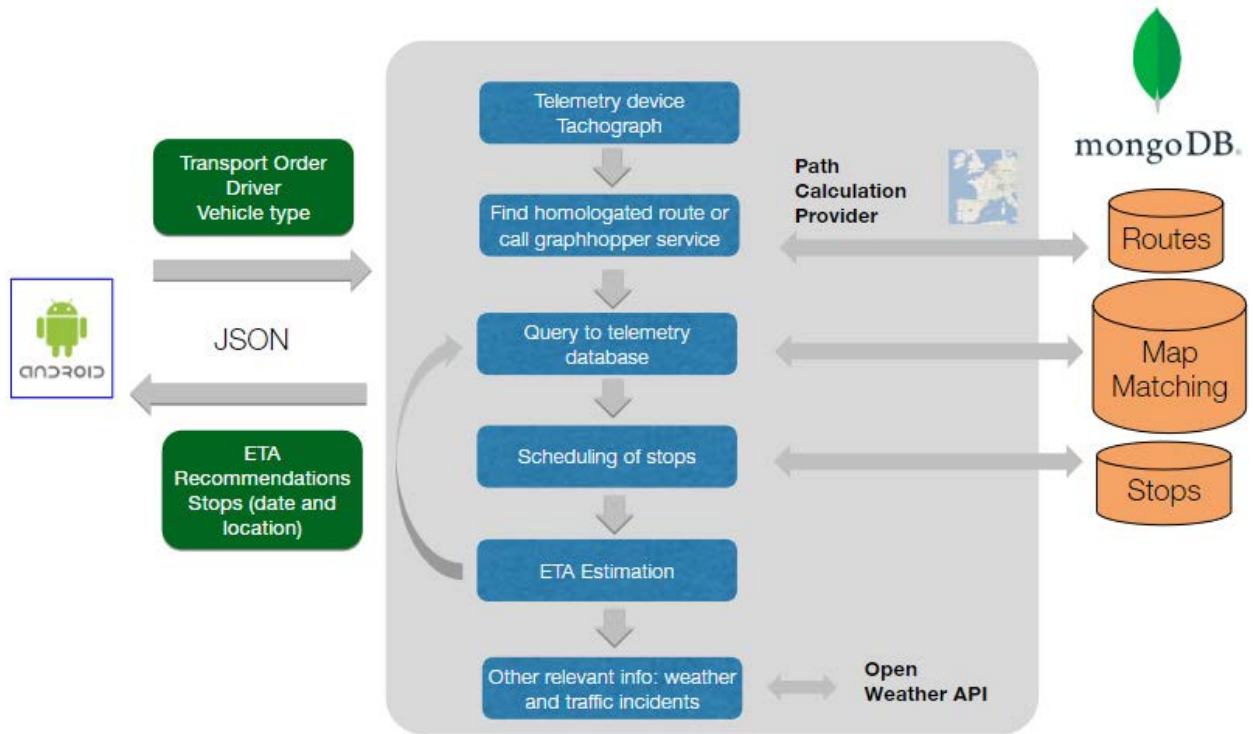 Telemetry device
Tachograph
mongoDB.
Transport Order
Driver
Vehicle type
Path
Calculation
Provider
Find homologated route or
call graphhopper service
Routes
JSON
ANDROID
Query to telemetry
database
Map
Matching
ETA
Recommendations
Stops (date and
location)
Scheduling of stops
Stops
ETA Estimation
Other relevant info: weather
and traffic incidents
Open
Weather API